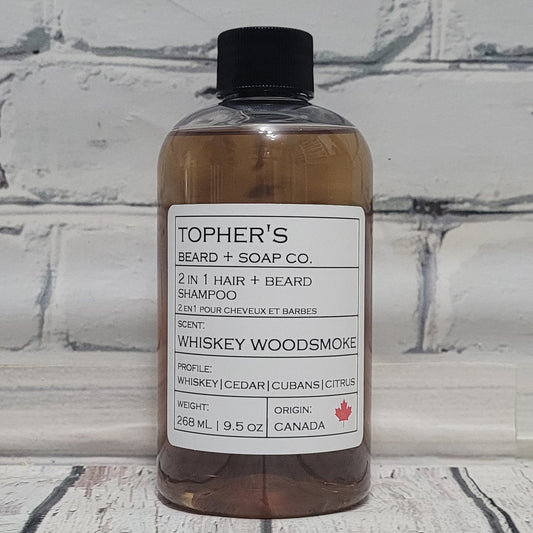 TOPHER'S
BEARD + SOAP CO.
2 IN 1 HAIR + BEARD
SHAMPOO
2 EN1 POUR CHEVEUX ET BARBES
SCENT:
WHISKEY WOODSMOKE
PROFILE:
WHISKEY|CEDAR|CUBANS|CITRUS
WEIGHT:
268 mL | 9.5 oz
ORIGIN:
CANADA